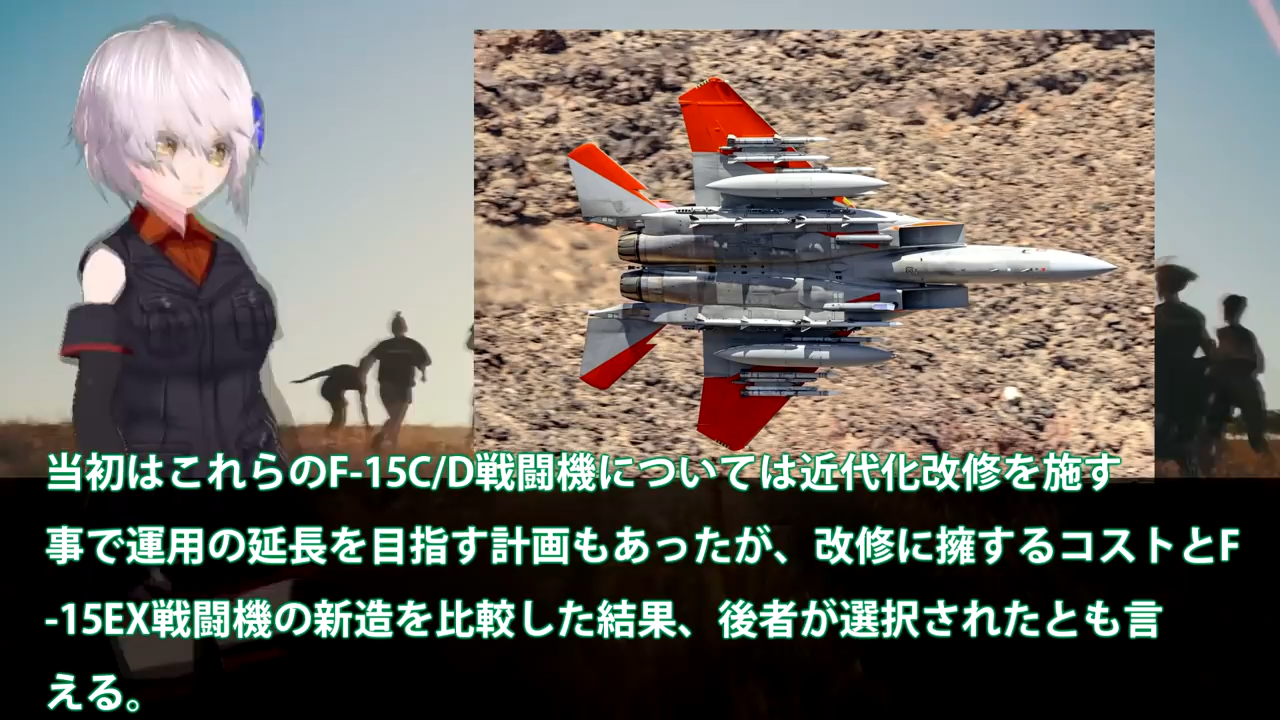 当初はこれらのF-15C/D戦闘機については近代化改修を施す
事で運用の延長を目指す計画もあったが、改修に擁するコストとF
-15EX戦闘機の新造を比較した結果、後者が選択されたとも言
える。